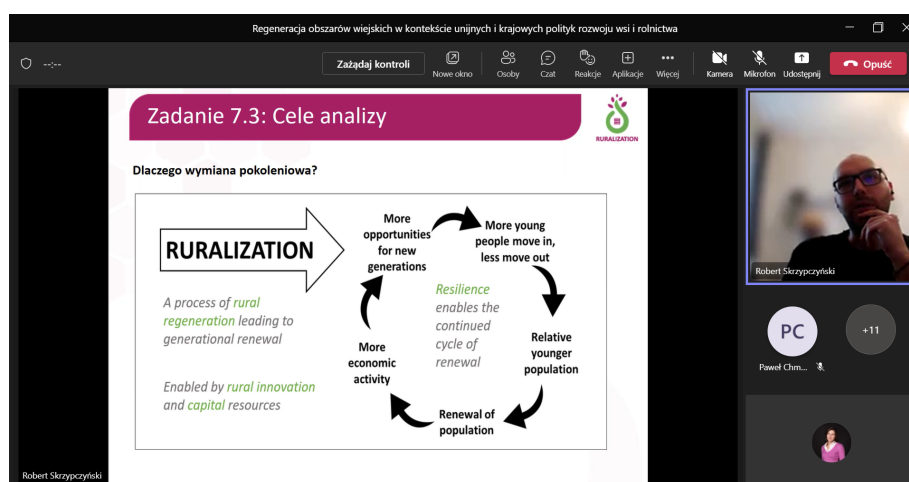 Regeneracja obszarów wiejskich w kontekście unijnych i krajowych polityk rozwoju wsi i rolnictwa
--:--
Zażądaj kontroli
Nowe okno
Osoby
Czat
Reakcje
Aplikacje
Więcej
Kamera
Mikrofon
Udostępnij
Opuść
Zadanie 7.3: Cele analizy
RURALIZATION
Dlaczego wymiana pokoleniowa?
RURALIZATION
A process of rural
regeneration leading to
generational renewal
Enabled by rural innovation
and capital resources
More
opportunities
for new
generations
More young
people move in,
less move out
Relative
younger
population
Renewal of
population
More
economic
activity
Resilience
enables the
continued
cycle of
renewal
Robert Skrzypczyński
Robert Skrzypczyński
PC
Paweł Chm...
+11